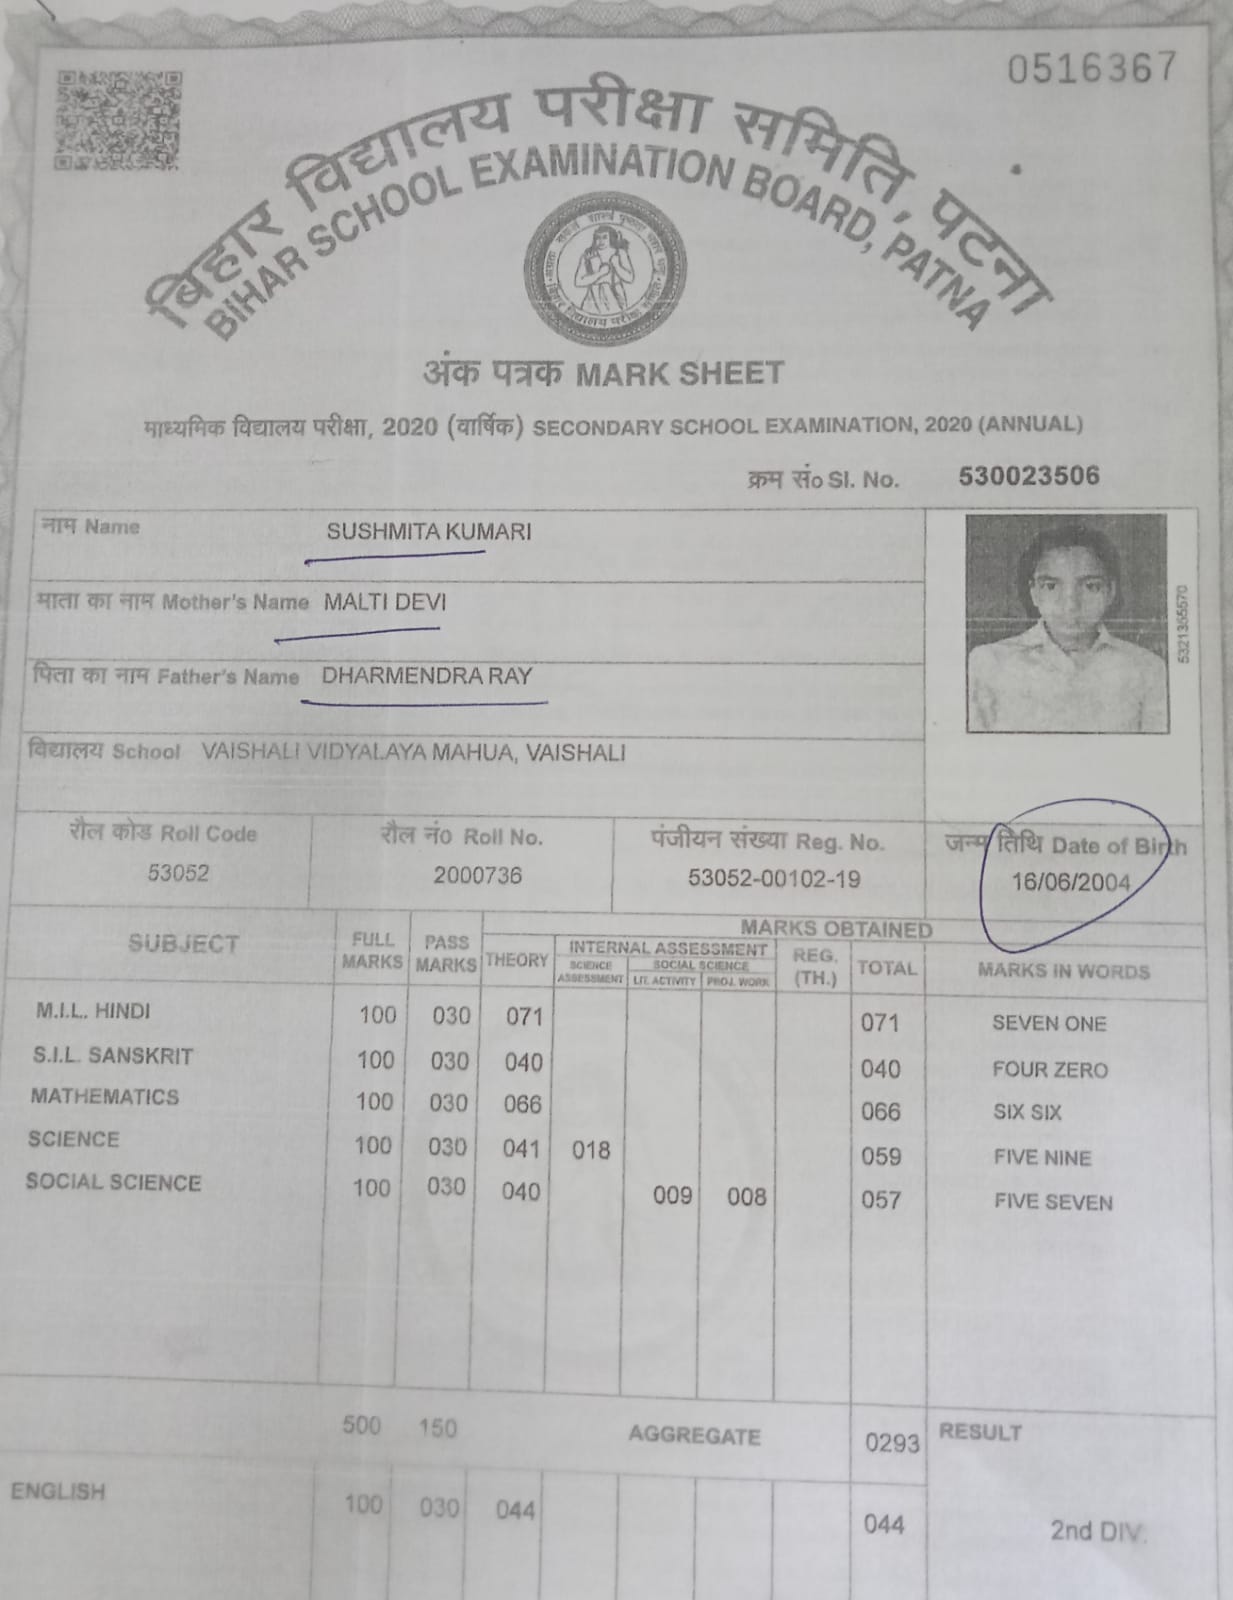 0516367
बिहार विद्यालय परीक्षा समिति, पटना
BIHAR SCHOOL EXAMINATION BOARD, PATNA
अंक पत्रक MARK SHEET
माध्यमिक विद्यालय परीक्षा, 2020 (वार्षिक) SECONDARY SCHOOL EXAMINATION, 2020 (ANNUAL)
क्रम सं० Sl. No. 530023506
नाम Name SUSHMITA KUMARI
माता का नाम Mother's Name MALTI DEVI
पिता का नाम Father's Name DHARMENDRA RAY
5321355570
विद्यालय School VAISHALI VIDYALAYA MAHUA, VAISHALI
रौल कोड Roll Code रौल नं० Roll No. पंजीयन संख्या Reg. No. जन्म तिथि Date of Birth
53052 2000736 53052-00102-19 16/06/2004
SUBJECT FULL MARKS PASS MARKS MARKS OBTAINED
THEORY INTERNAL ASSESSMENT REG. (TH.) TOTAL MARKS IN WORDS
SCIENCE ASSESSMENT SOCIAL SCIENCE
LIT. ACTIVITY PROJ. WORK
M.I.L. HINDI 100 030 071 071 SEVEN ONE
S.I.L. SANSKRIT 100 030 040 040 FOUR ZERO
MATHEMATICS 100 030 066 066 SIX SIX
SCIENCE 100 030 041 018 059 FIVE NINE
SOCIAL SCIENCE 100 030 040 009 008 057 FIVE SEVEN
500 150 AGGREGATE 0293 RESULT
ENGLISH 100 030 044 044 2nd DIV.